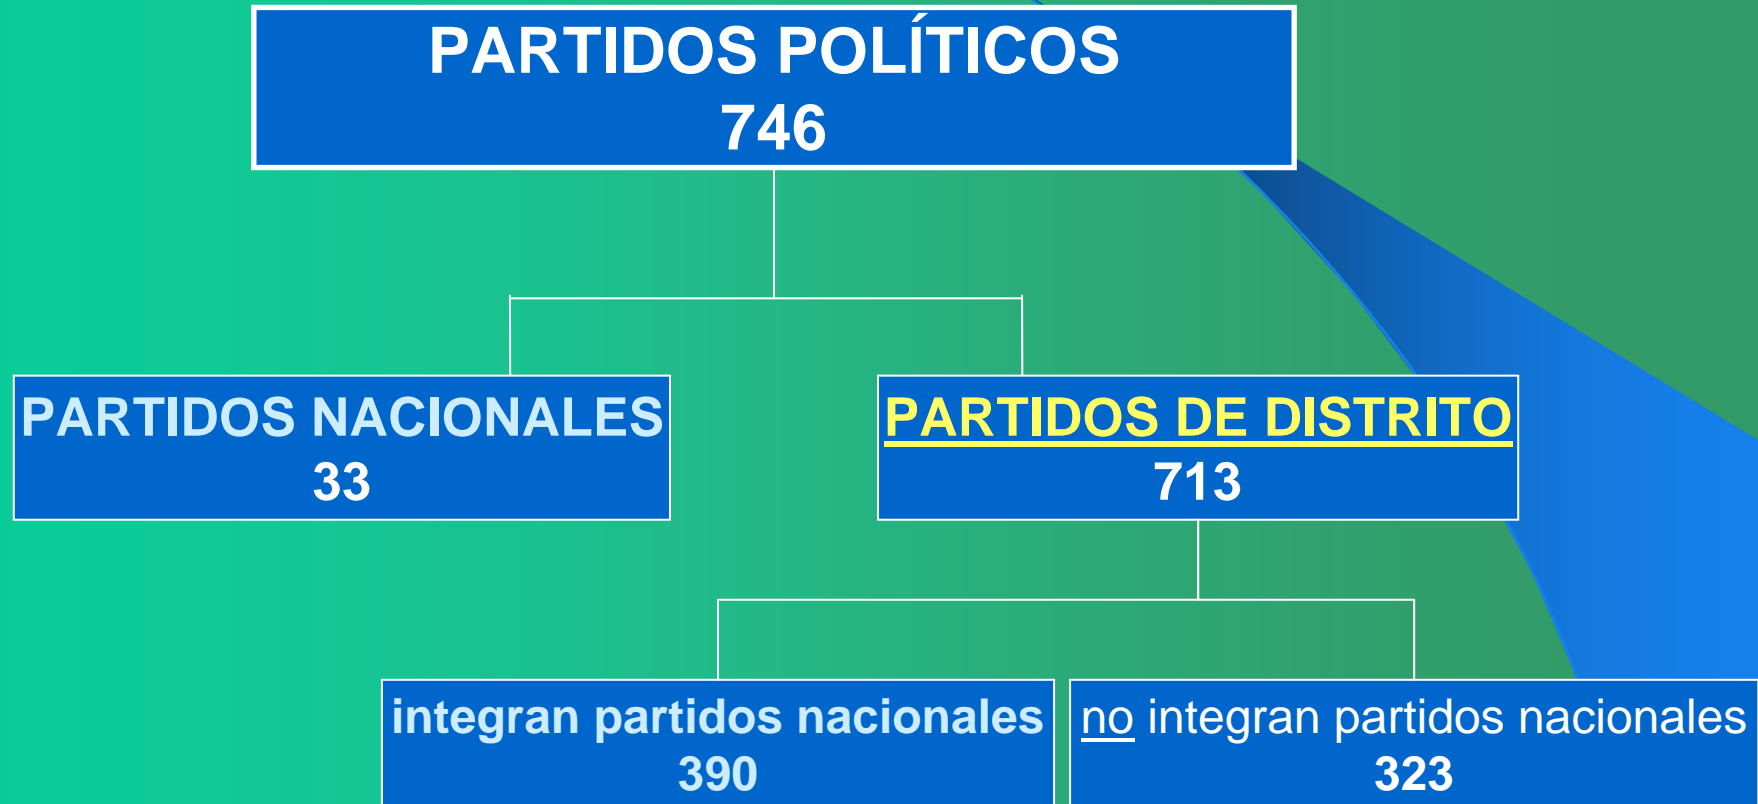 PARTIDOS POLÍTICOS
746
PARTIDOS NACIONALES
33
PARTIDOS DE DISTRITO
713
integran partidos nacionales
390
no integran partidos nacionales
323